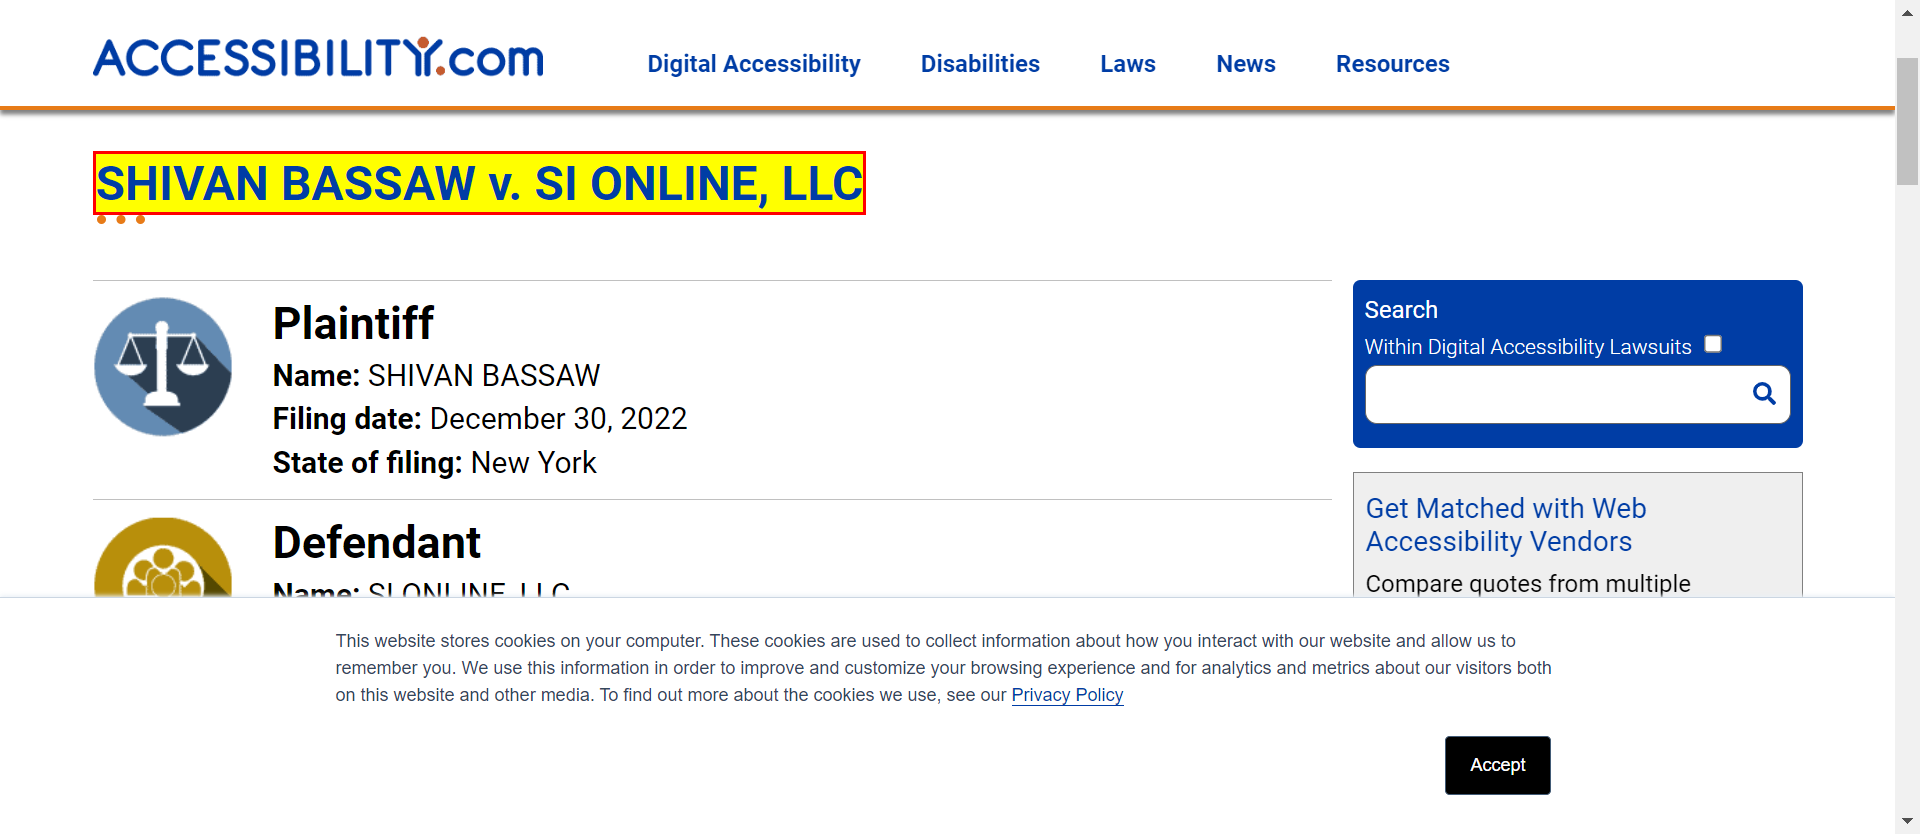 ACCESSIBILITY.com
Digital Accessibility
Disabilities
Laws
News
Resources
SHIVAN BASSAW v. SI ONLINE, LLC
Plaintiff
Name: SHIVAN BASSAW
Filing date: December 30, 2022
State of filing: New York
Defendant
Name: SI ONLINE, LLC
Search
Within Digital Accessibility Lawsuits
Get Matched with Web
Accessibility Vendors
Compare quotes from multiple
This website stores cookies on your computer. These cookies are used to collect information about how you interact with our website and allow us to
remember you. We use this information in order to improve and customize your browsing experience and for analytics and metrics about our visitors both
on this website and other media. To find out more about the cookies we use, see our Privacy Policy
Accept